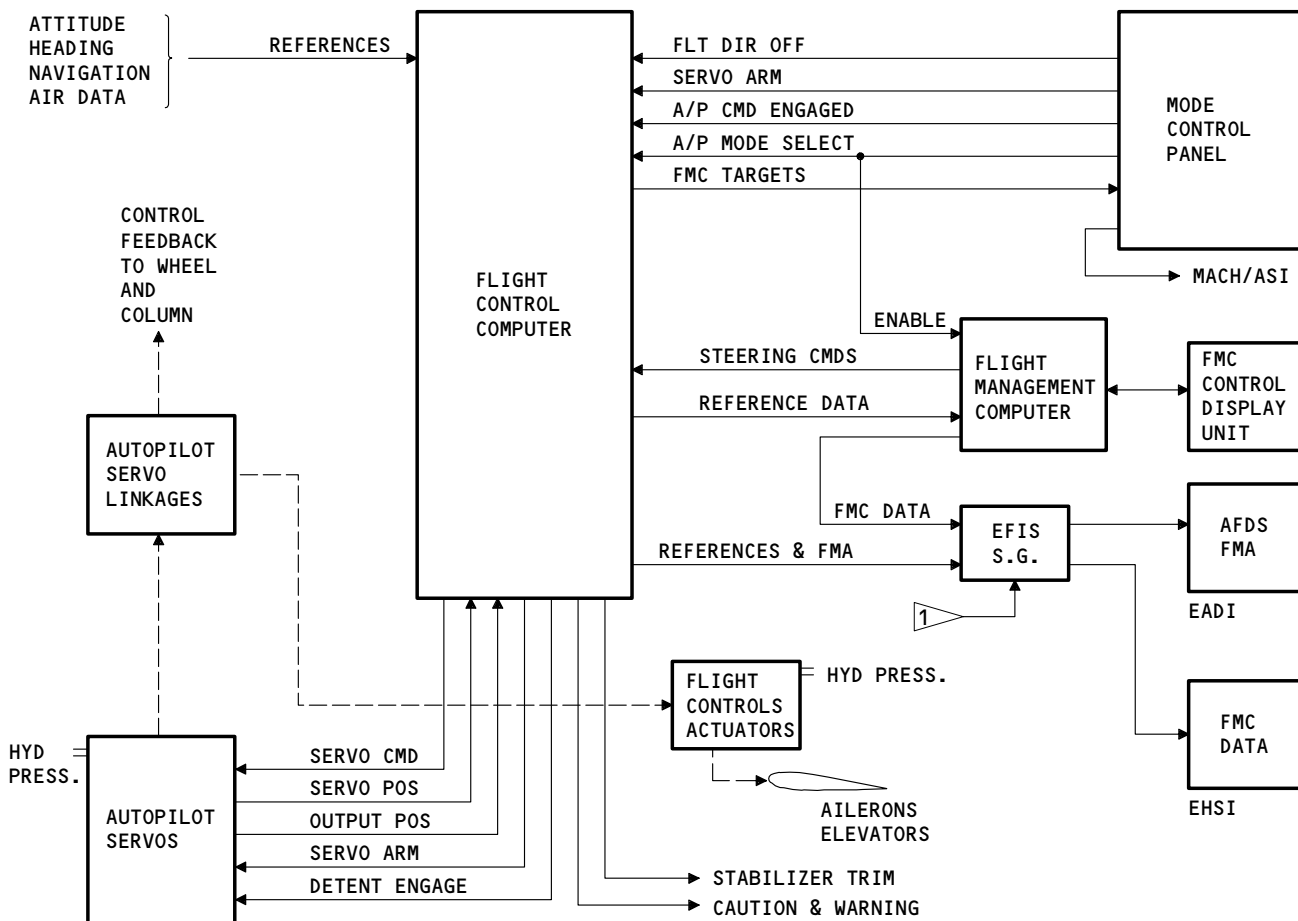 ATTITUDE
HEADING
NAVIGATION
AIR DATA
REFERENCES
FLT DIR OFF
SERVO ARM
A/P CMD ENGAGED
A/P MODE SELECT
FMC TARGETS
MODE
CONTROL
PANEL
MACH/ASI
CONTROL
FEEDBACK
TO WHEEL
AND
COLUMN
FLIGHT
CONTROL
COMPUTER
ENABLE
STEERING CMDS
REFERENCE DATA
FLIGHT
MANAGEMENT
COMPUTER
FMC
CONTROL
DISPLAY
UNIT
AUTOPILOT
SERVO
LINKAGES
FMC DATA
REFERENCES & FMA
EFIS
S.G.
1
AFDS
FMA
EADI
FLIGHT
CONTROLS
ACTUATORS
HYD PRESS.
FMC
DATA
EHSI
AILERONS
ELEVATORS
HYD
PRESS.
AUTOPILOT
SERVOS
SERVO CMD
SERVO POS
OUTPUT POS
SERVO ARM
DETENT ENGAGE
STABILIZER TRIM
CAUTION & WARNING